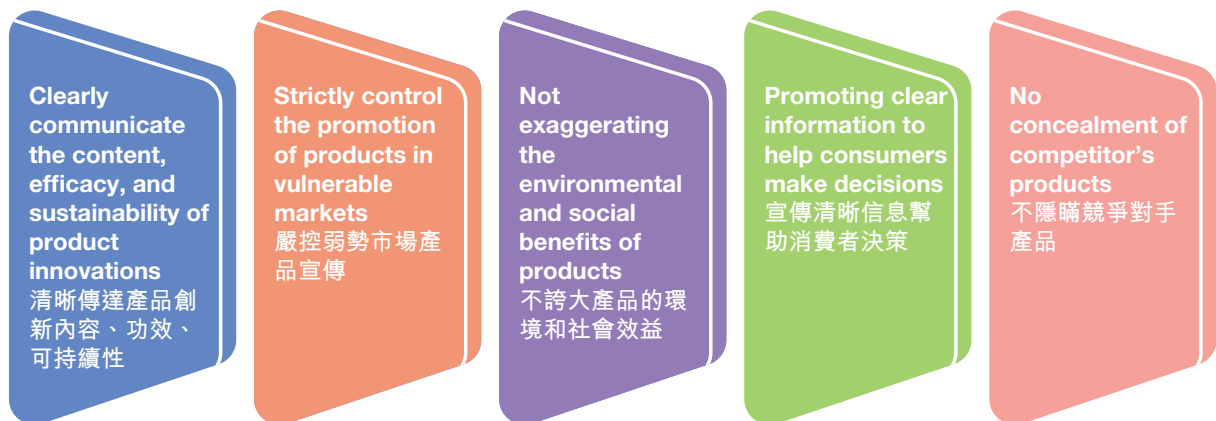 Clearly
communicate
the content,
efficacy, and
sustainability of
product
innovations
清晰傳達產品創
新內容、功效、
可持續性
Strictly control
the promotion
of products in
vulnerable
markets
嚴控弱勢市場產
品宣傳
Not
exaggerating
the
environmental
and social
benefits of
products
不誇大產品的環
境和社會效益
Promoting clear
information to
help consumers
make decisions
宣傳清晰信息幫
助消費者決策
No
concealment of
competitor's
products
不隱瞞競爭對手
產品